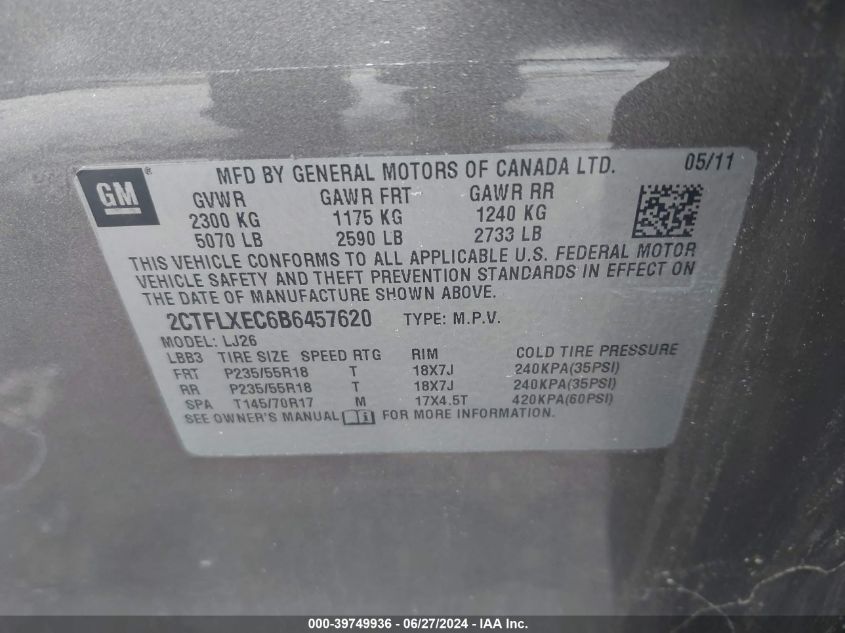 GM ® MFD BY GENERAL MOTORS OF CANADA LTD. 05/11
GVWR GAWR FRT GAWR RR
2300 KG 1175 KG 1240 KG
5070 LB 2590 LB 2733 LB
THIS VEHICLE CONFORMS TO ALL APPLICABLE U.S. FEDERAL MOTOR
VEHICLE SAFETY AND THEFT PREVENTION STANDARDS IN EFFECT ON
THE DATE OF MANUFACTURE SHOWN ABOVE.
2CTFLXEC6B6457620 TYPE: M.P.V.
MODEL: LJ26
LBB3 TIRE SIZE SPEED RTG RIM COLD TIRE PRESSURE
FRT P235/55R18 T 18X7J 240KPA(35PSI)
RR P235/55R18 T 18X7J 240KPA(35PSI)
SPA T145/70R17 M 17X4.5T 420KPA(60PSI)
SEE OWNER'S MANUAL FOR MORE INFORMATION.
000-39749936 - 06/27/2024 - IAA Inc.